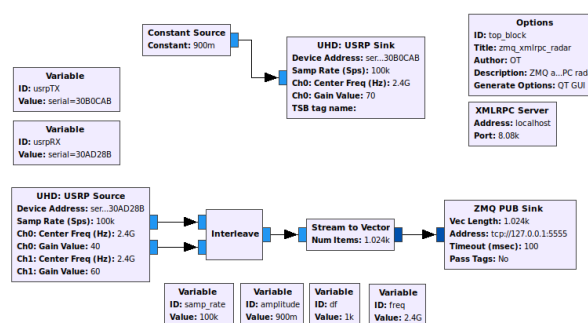 Constant Source
Constant: 900m
UHD: USRP Sink
Device Address: ser...30B0CAB
Samp Rate (Sps): 100k
Ch0: Center Freq (Hz): 2.4G
Ch0: Gain Value: 70
TSB tag name:
Options
ID: top_block
Title: zmq_xmlrpc_radar
Author: OT
Description: ZMQ a...PC rad
Generate Options: QT GUI
Variable
ID: usrpTX
Value: serial=30B0CAB
XMLRPC Server
Address: localhost
Port: 8.08k
Variable
ID: usrpRX
Value: serial=30AD28B
UHD: USRP Source
Device Address: ser...30AD28B
Samp Rate (Sps): 100k
Ch0: Center Freq (Hz): 2.4G
Ch0: Gain Value: 40
Ch1: Center Freq (Hz): 2.4G
Ch1: Gain Value: 60
Interleave
Stream to Vector
Num Items: 1.024k
ZMQ PUB Sink
Vec Length: 1.024k
Address: tcp://127.0.0.1:5555
Timeout (msec): 100
Pass Tags: No
Variable
ID: samp_rate
Value: 100k
Variable
ID: amplitude
Value: 900m
Variable
ID: df
Value: 1k
Variable
ID: freq
Value: 2.4G